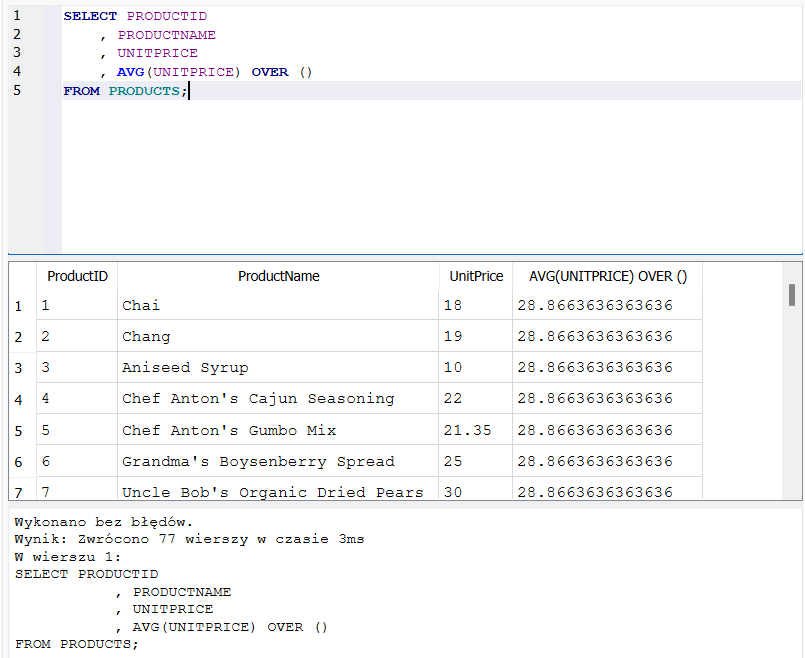 1 SELECT PRODUCTID
2 , PRODUCTNAME
3 , UNITPRICE
4 , AVG(UNITPRICE) OVER ()
5 FROM PRODUCTS;
ProductID ProductName UnitPrice AVG(UNITPRICE) OVER ()
1 1 Chai 18 28.8663636363636
2 2 Chang 19 28.8663636363636
3 3 Aniseed Syrup 10 28.8663636363636
4 4 Chef Anton's Cajun Seasoning 22 28.8663636363636
5 5 Chef Anton's Gumbo Mix 21.35 28.8663636363636
6 6 Grandma's Boysenberry Spread 25 28.8663636363636
7 7 Uncle Bob's Organic Dried Pears 30 28.8663636363636
Wykonano bez błędów.
Wynik: Zwrócono 77 wierszy w czasie 3ms
W wierszu 1:
SELECT PRODUCTID
, PRODUCTNAME
, UNITPRICE
, AVG(UNITPRICE) OVER ()
FROM PRODUCTS;